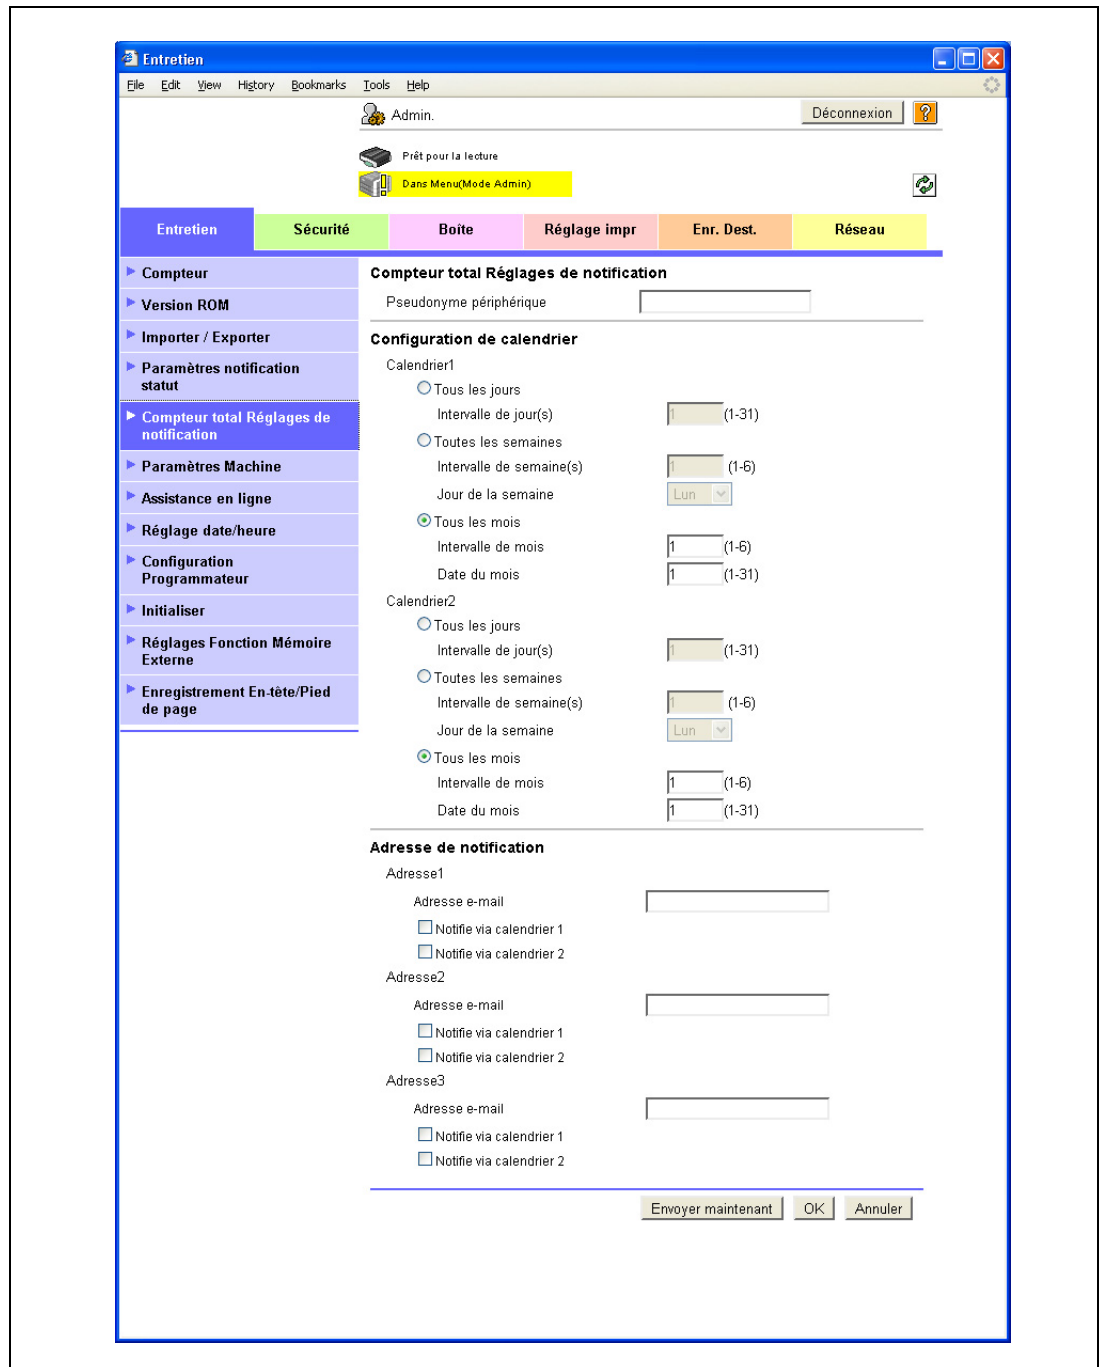 Entretien
File Edit View History Bookmarks Tools Help
Admin.
Déconnexion
?
Prêt pour la lecture
Dans Menu(Mode Admin)
Entretien Sécurité Boîte Réglage impr Enr. Dest. Réseau
Compteur
Version ROM
Importer / Exporter
Paramètres notification
statut
Compteur total Réglages de
notification
Paramètres Machine
Assistance en ligne
Réglage date/heure
Configuration
Programmateur
Initialiser
Réglages Fonction Mémoire
Externe
Enregistrement En-tête/Pied
de page
Compteur total Réglages de notification
Pseudonyme périphérique
Configuration de calendrier
Calendrier1
Tous les jours
Intervalle de jour(s) 1 (1-31)
Toutes les semaines
Intervalle de semaine(s) 1 (1-6)
Jour de la semaine Lun
Tous les mois
Intervalle de mois 1 (1-6)
Date du mois 1 (1-31)
Calendrier2
Tous les jours
Intervalle de jour(s) 1 (1-31)
Toutes les semaines
Intervalle de semaine(s) 1 (1-6)
Jour de la semaine Lun
Tous les mois
Intervalle de mois 1 (1-6)
Date du mois 1 (1-31)
Adresse de notification
Adresse1
Adresse e-mail
Notifie via calendrier 1
Notifie via calendrier 2
Adresse2
Adresse e-mail
Notifie via calendrier 1
Notifie via calendrier 2
Adresse3
Adresse e-mail
Notifie via calendrier 1
Notifie via calendrier 2
Envoyer maintenant OK Annuler